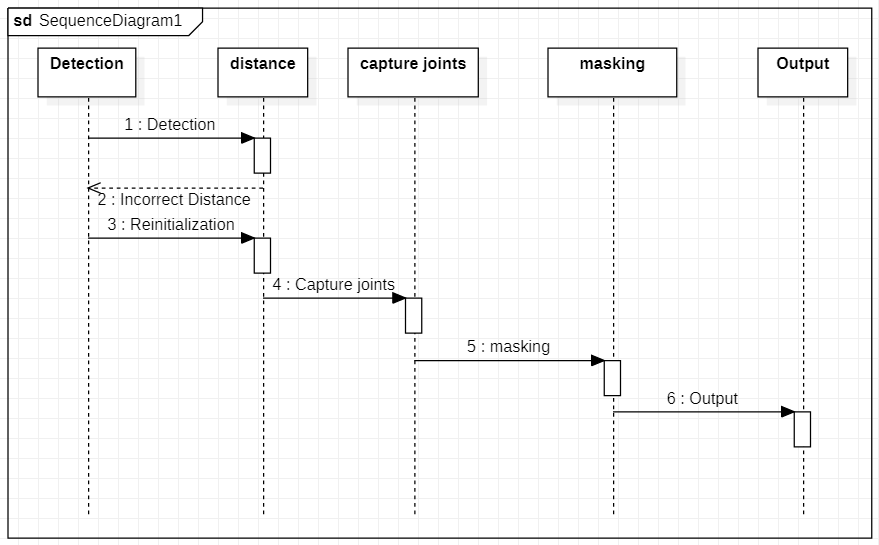 sd SequenceDiagram1
Detection
distance
capture joints
masking
Output
1 : Detection
2 : Incorrect Distance
3 : Reinitialization
4 : Capture joints
5 : masking
6 : Output